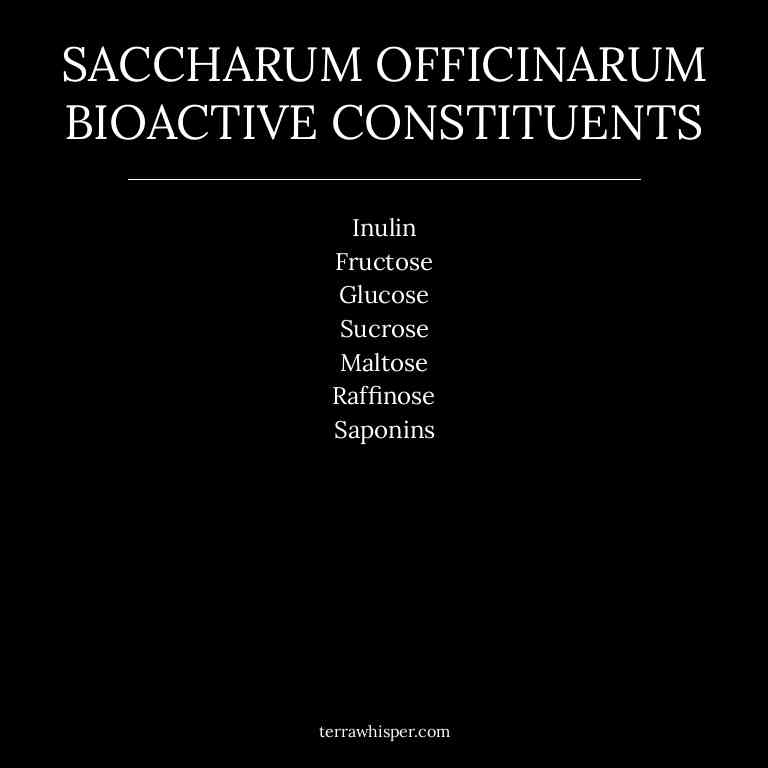 SACCHARUM OFFICINARUM
BIOACTIVE CONSTITUENTS
Inulin
Fructose
Glucose
Sucrose
Maltose
Raffinose
Saponins
terrawhisper.com